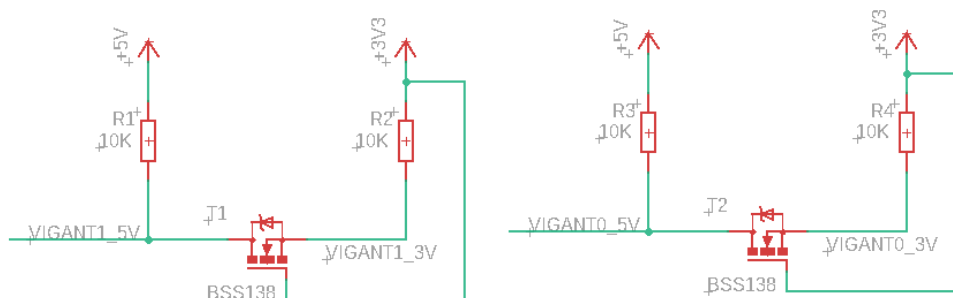 +5V
+3V3
R1
10K
R2
10K
T1
VIGANT1_5V
VIGANT1_3V
BSS138
+5V
+3V3
R3
10K
R4
10K
T2
VIGANT0_5V
VIGANT0_3V
BSS138